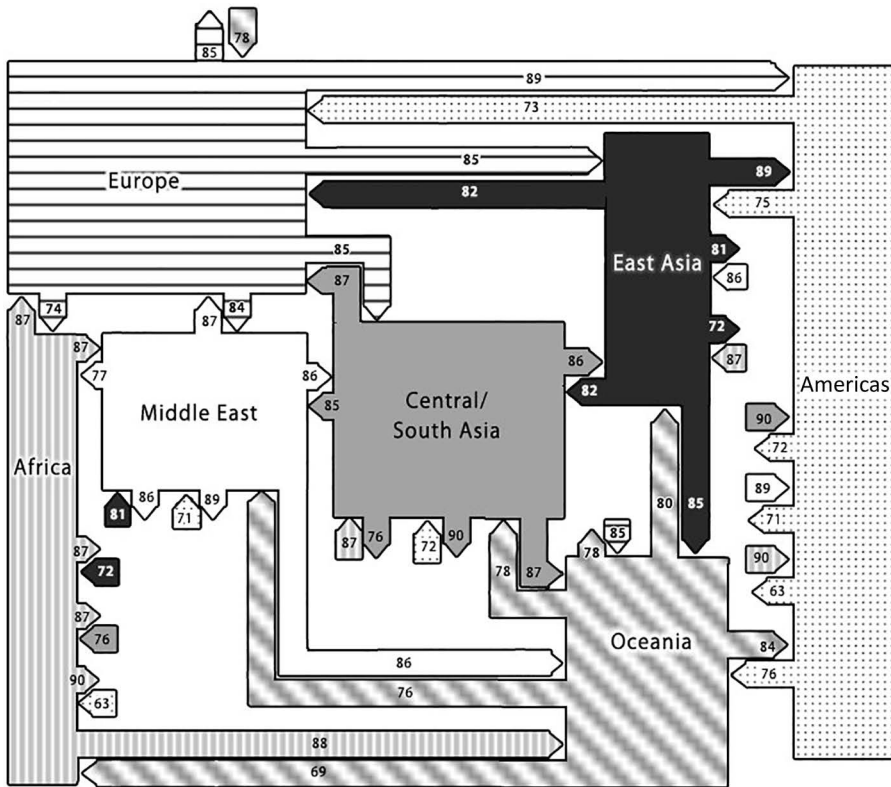 85 78
89
73
85
Europe
82 89
75
85 81
East Asia
87 86
74 84
87 87 72
87 86 87
77 86
85 82
Central/
Middle East South Asia
Americas
90
72
Africa
86 89 89
81 71 85 71
87 76 72 90 80 85
87 78 87 78 90
72 63
87
76 Oceania
84
86 76
90 76
63
88
69